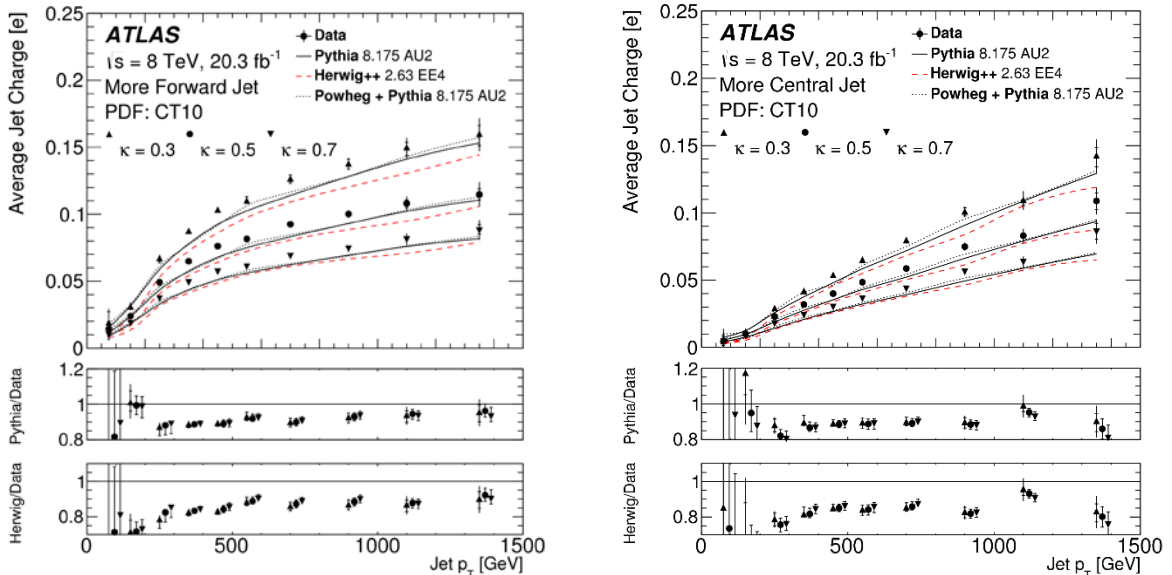 Average Jet Charge [e]
0.25
0.2
0.15
0.1
0.05
0
ATLAS
√s = 8 TeV, 20.3 fb⁻¹
More Forward Jet
PDF: CT10
Data
Pythia 8.175 AU2
Herwig++ 2.63 EE4
Powheg + Pythia 8.175 AU2
κ = 0.3 κ = 0.5 κ = 0.7
Pythia/Data
1.2
1
0.8
Herwig/Data
1
0.8
0 500 1000 1500
Jet p_T [GeV]
Average Jet Charge [e]
0.25
0.2
0.15
0.1
0.05
0
ATLAS
√s = 8 TeV, 20.3 fb⁻¹
More Central Jet
PDF: CT10
Data
Pythia 8.175 AU2
Herwig++ 2.63 EE4
Powheg + Pythia 8.175 AU2
κ = 0.3 κ = 0.5 κ = 0.7
Pythia/Data
1.2
1
0.8
Herwig/Data
1
0.8
0 500 1000 1500
Jet p_T [GeV]